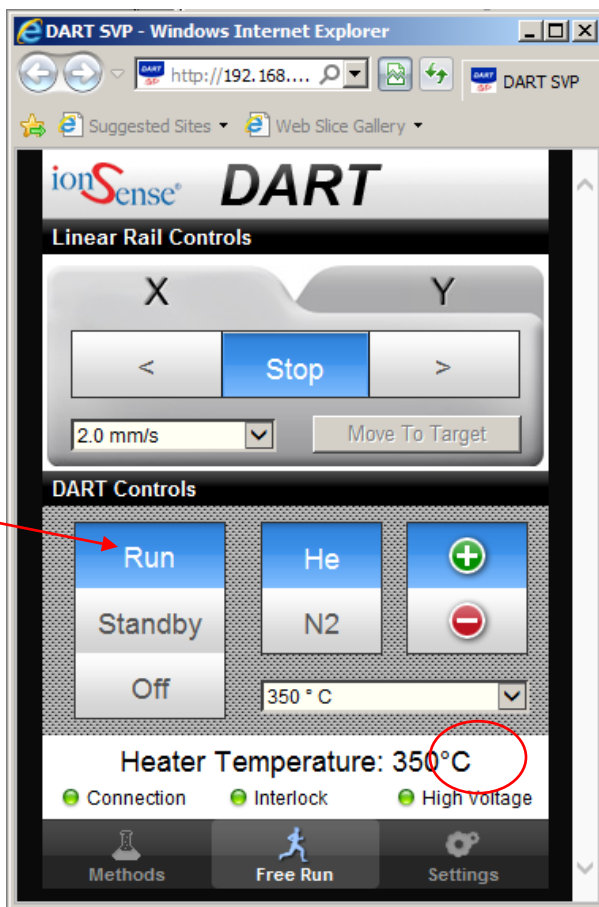 DART SVP - Windows Internet Explorer
http://192.168.... DART SVP
Suggested Sites Web Slice Gallery
ionSense® DART
Linear Rail Controls
X Y
< Stop >
2.0 mm/s Move To Target
DART Controls
Run He
Standby N2
Off 350 ° C
Heater Temperature: 350°C
Connection Interlock High Voltage
Methods Free Run Settings